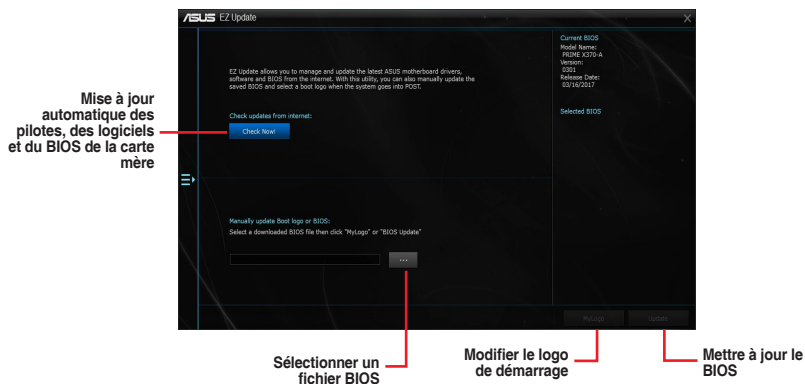 ASUS EZ Update
EZ Update allows you to manage and update the latest ASUS motherboard drivers,
software and BIOS from the internet. With this utility, you can also manually update the
saved BIOS and select a boot logo when the system goes into POST.
Check updates from internet:
Check Now!
Manually update Boot logo or BIOS:
Select a downloaded BIOS file then click "MyLogo" or "BIOS Update"
...
Current BIOS
Model Name:
PRIME X370-A
Version:
0301
Release Date:
03/16/2017
Selected BIOS
MyLogo
Update
Mise à jour
automatique des
pilotes, des logiciels
et du BIOS de la carte
mère
Sélectionner un
fichier BIOS
Modifier le logo
de démarrage
Mettre à jour le
BIOS